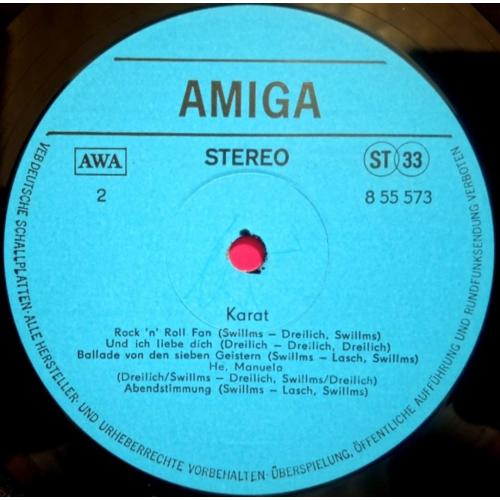 AMIGA
AWA
STEREO
ST 33
2
8 55 573
Karat
Rock 'n' Roll Fan (Swillms – Dreilich, Swillms)
Und ich liebe dich (Dreilich – Dreilich, Dreilich)
Ballade von den sieben Geistern (Swillms – Lasch, Swillms)
He, Manuela
(Dreilich/Swillms – Dreilich, Swillms/Dreilich)
Abendstimmung (Swillms – Lasch, Swillms)
VEB DEUTSCHE SCHALLPLATTEN · ALLE HERSTELLER- UND URHEBERRECHTE VORBEHALTEN · ÜBERSPIELUNG, ÖFFENTLICHE AUFFÜHRUNG UND RUNDFUNKSENDUNG VERBOTEN